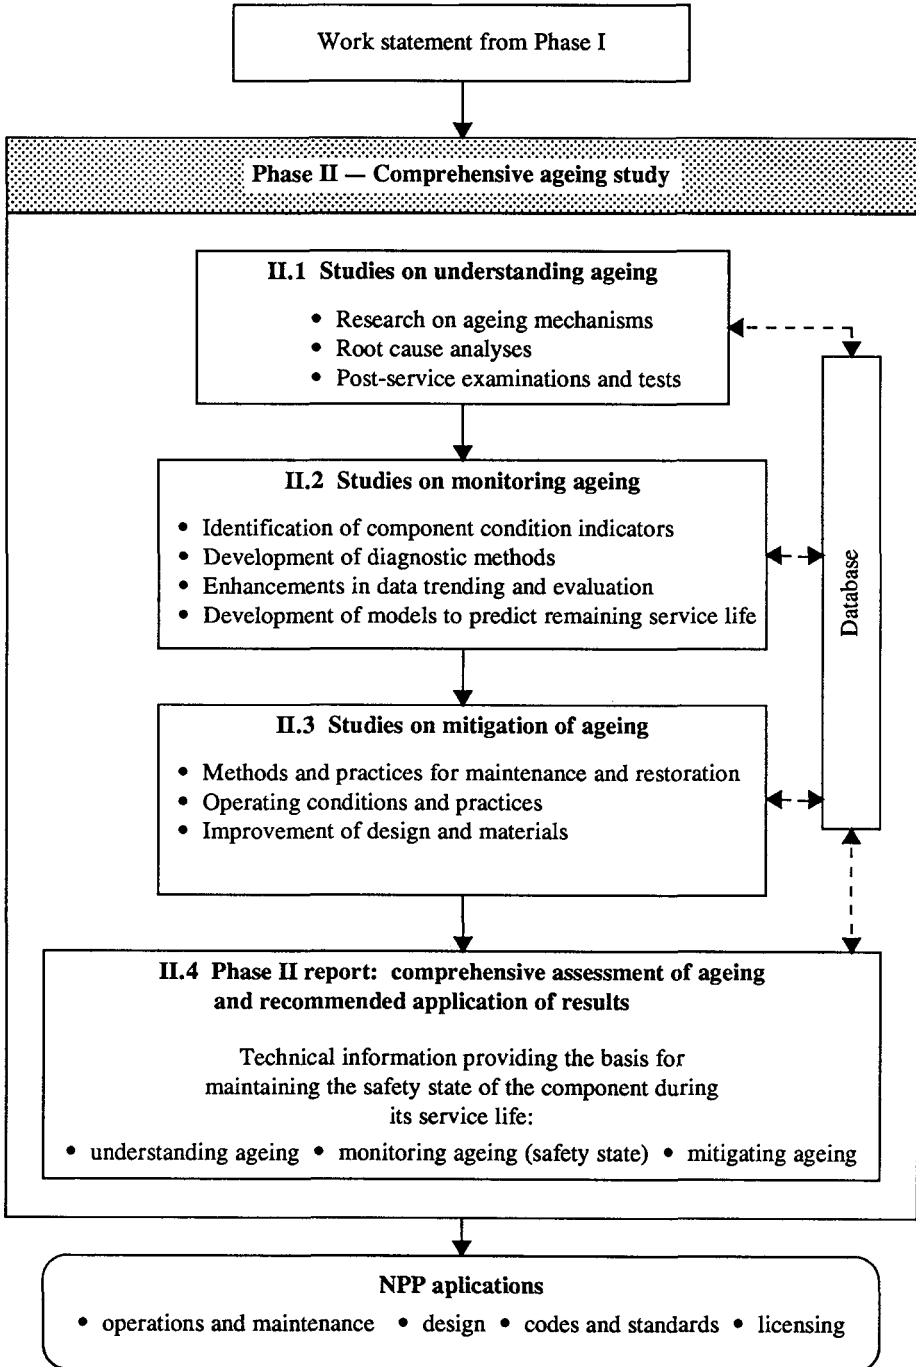 Work statement from Phase I
Phase II — Comprehensive ageing study
II.1 Studies on understanding ageing
• Research on ageing mechanisms
• Root cause analyses
• Post-service examinations and tests
II.2 Studies on monitoring ageing
• Identification of component condition indicators
• Development of diagnostic methods
• Enhancements in data trending and evaluation
• Development of models to predict remaining service life
Database
II.3 Studies on mitigation of ageing
• Methods and practices for maintenance and restoration
• Operating conditions and practices
• Improvement of design and materials
II.4 Phase II report: comprehensive assessment of ageing
and recommended application of results
Technical information providing the basis for
maintaining the safety state of the component during
its service life:
• understanding ageing • monitoring ageing (safety state) • mitigating ageing
NPP aplications
• operations and maintenance • design • codes and standards • licensing